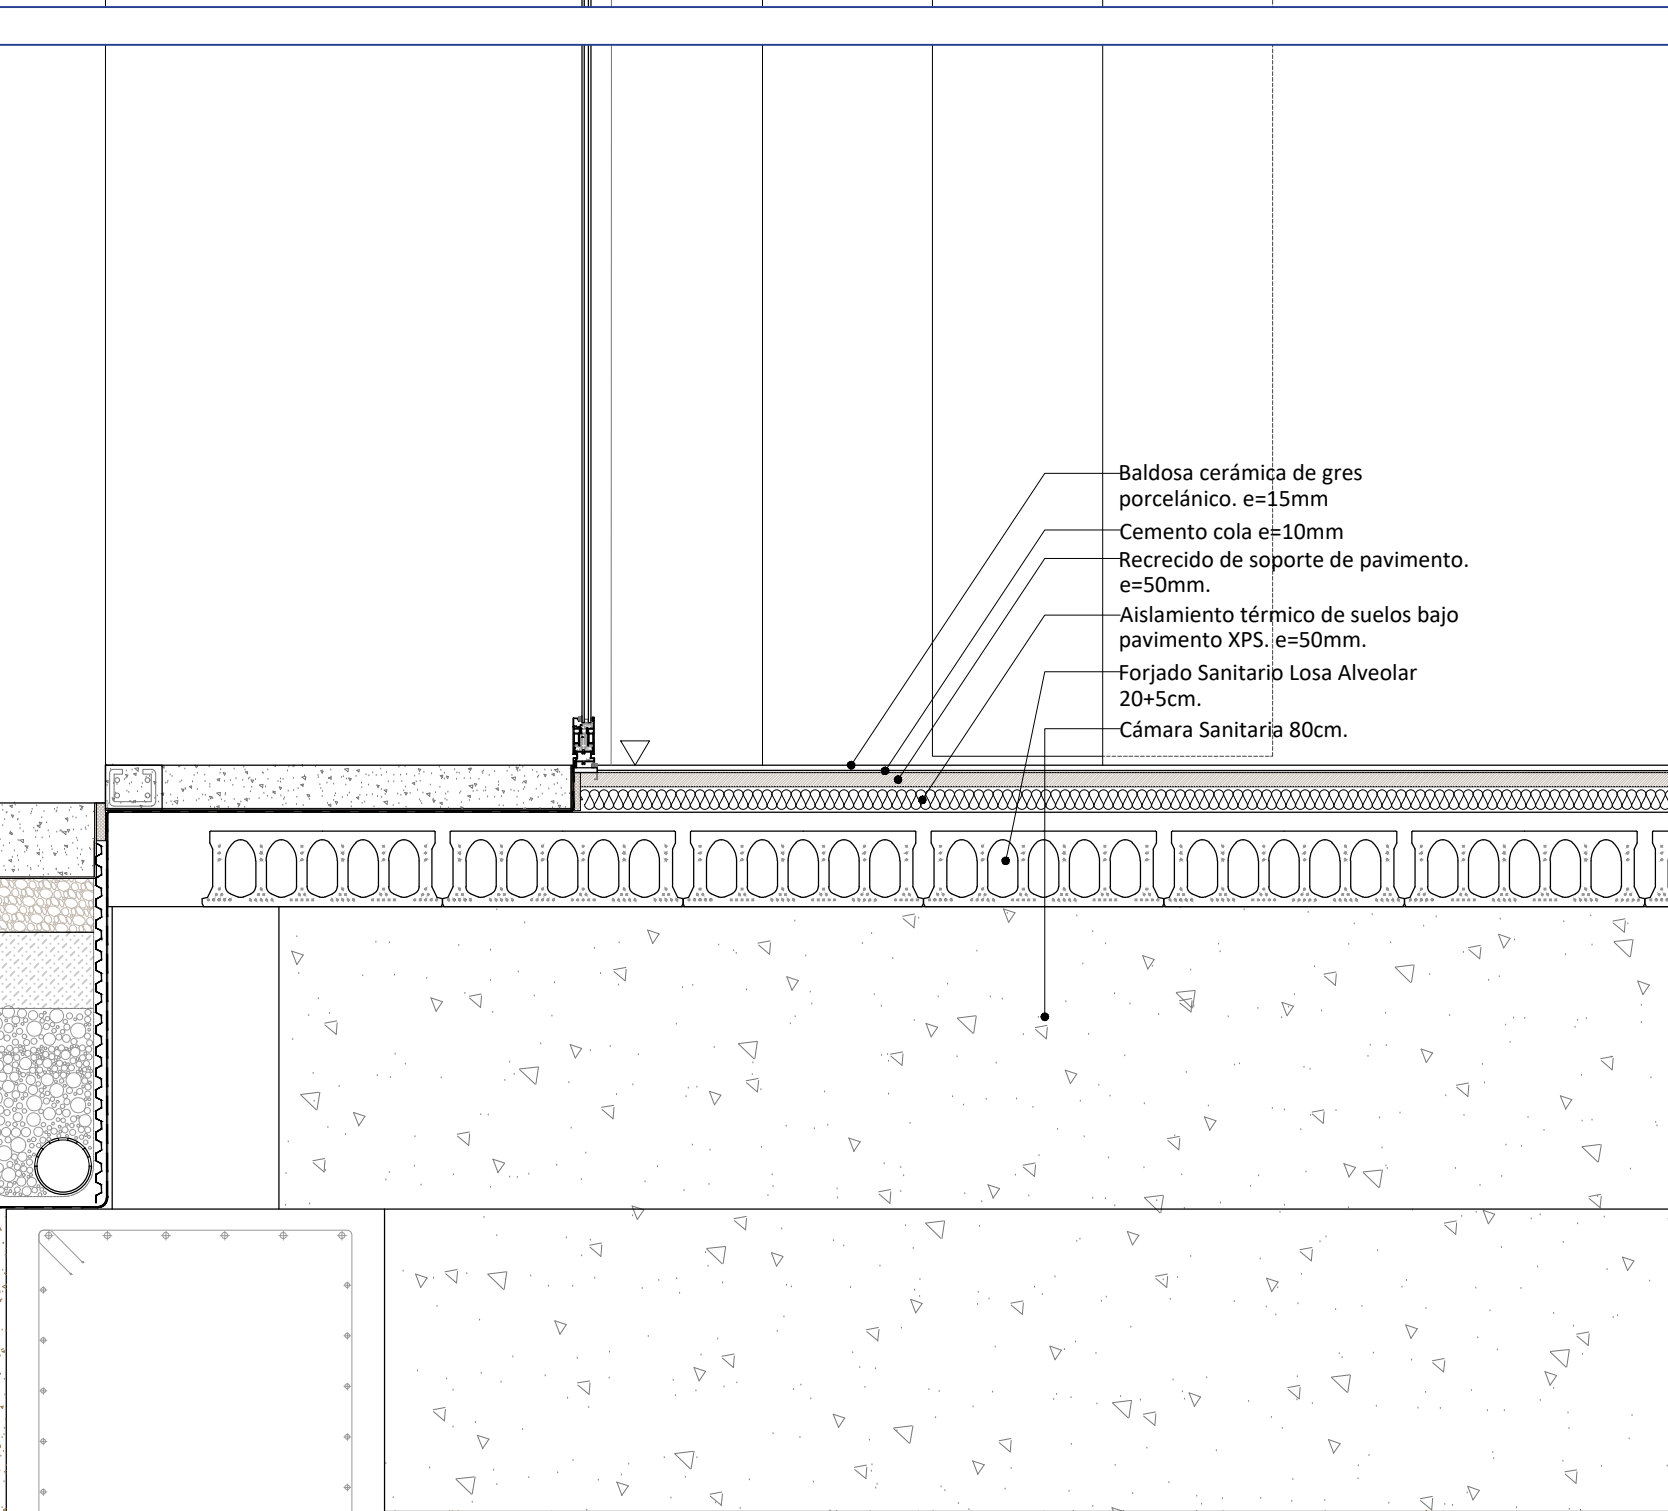 Baldosa cerámica de gres
porcelánico. e=15mm
Cemento cola e=10mm
Recrecido de soporte de pavimento.
e=50mm.
Aislamiento térmico de suelos bajo
pavimento XPS. e=50mm.
Forjado Sanitario Losa Alveolar
20+5cm.
Cámara Sanitaria 80cm.